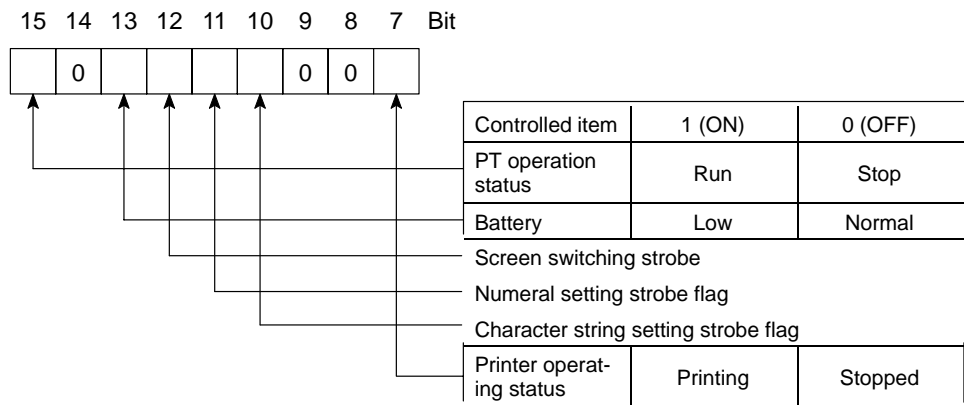 15 14 13 12 11 10 9 8 7 Bit
0 0 0
Controlled item 1 (ON) 0 (OFF)
PT operation
status Run Stop
Battery Low Normal
Screen switching strobe
Numeral setting strobe flag
Character string setting strobe flag
Printer operat-
ing status Printing Stopped